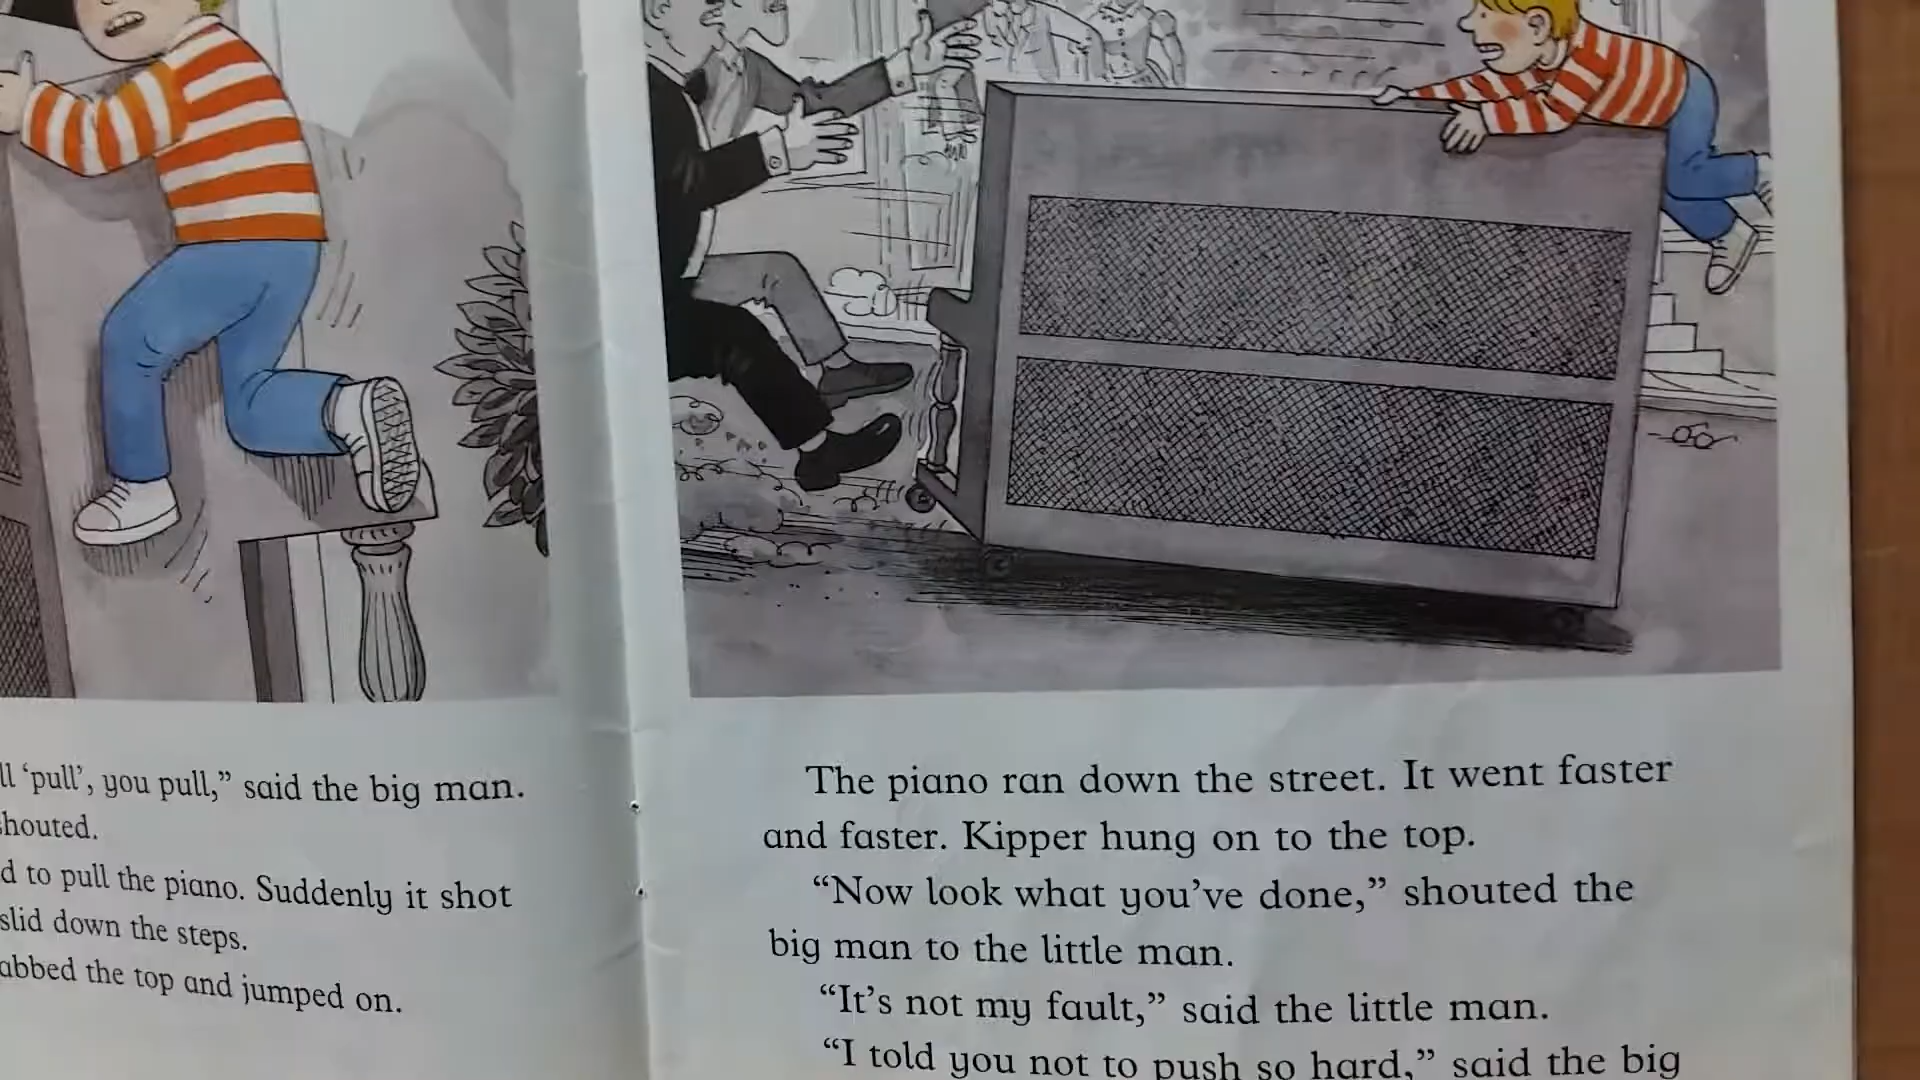 ‘pull’, you pull,” said the big man.
to pull the piano. Suddenly it shot
slid down the steps.
the top and jumped on.
The piano ran down the street. It went faster
and faster. Kipper hung on to the top.
“Now look what you’ve done,” shouted the
big man to the little man.
“It’s not my fault,” said the little man.
“I told you not to push so hard,” said the big